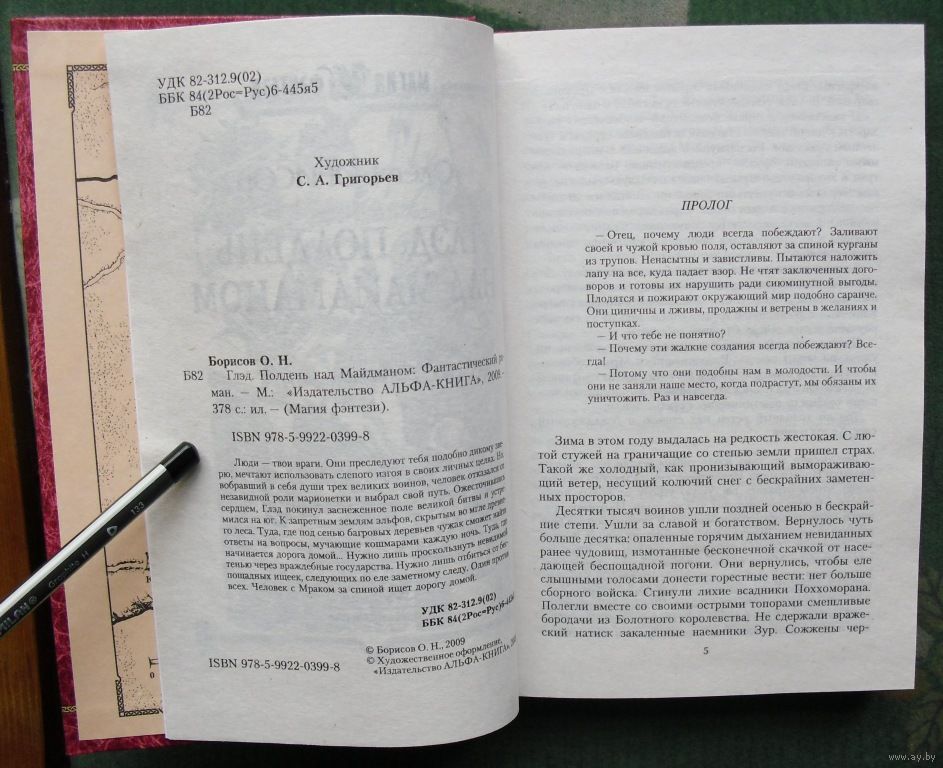 УДК 82-312.9(02)
ББК 84(2Рос=Рус)6-445я5
Б82
Художник
С. А. Григорьев
Борисов О. Н.
Б82 Глэд. Полдень над Майдманом: Фантастический ро-
ман. — М.: «Издательство АЛЬФА-КНИГА», 2009.—
378 с.: ил. — (Магия фэнтези).
ISBN 978-5-9922-0399-8
Люди — твои враги. Они преследуют тебя подобно дикому зве-
рю, мечтают использовать слепого изгоя в своих личных целях. Но,
вобравший в себя души трех великих воинов, человек отказался от
незавидной роли марионетки и выбрал свой путь. Ожесточившись
сердцем, Глэд покинул заснеженное поле великой битвы и устре-
мился на юг. К запретным землям альфов, скрытым во мгле древне-
го леса. Туда, где под сенью багровых деревьев чужак сможет найти
ответы на вопросы, мучающие кошмарами каждую ночь. Туда, где
начинается дорога домой... Нужно лишь проскользнуть невидимой
тенью через враждебные государства. Нужно лишь отбиться от бес-
пощадных ищеек, следующих по еле заметному следу. Один против
всех. Человек с Мраком за спиной ищет дорогу домой.
УДК 82-312.9(02)
ББК 84(2Рос=Рус)6-445я5
© Борисов О. Н., 2009
© Художественное оформление,
«Издательство АЛЬФА-КНИГА», 2009
ISBN 978-5-9922-0399-8
ПРОЛОГ
— Отец, почему люди всегда побеждают? Заливают
своей и чужой кровью поля, оставляют за спиной курганы
из трупов. Ненасытны и завистливы. Пытаются наложить
лапу на все, куда падает взор. Не чтят заключенных дого-
воров и готовы их нарушить ради сиюминутной выгоды.
Плодятся и пожирают окружающий мир подобно саранче.
Они циничны и лживы, продажны и ветрены в желаниях и
поступках.
— И что тебе не понятно?
— Почему эти жалкие создания всегда побеждают? Все-
гда!
— Потому что они подобны нам в молодости. И чтобы
они не заняли наше место, когда подрастут, мы обязаны их
уничтожить. Раз и навсегда.
Зима в этом году выдалась на редкость жестокая. С лю-
той стужей на граничащие со степью земли пришел страх.
Такой же холодный, как пронизывающий вымораживаю-
щий ветер, несущий колючий снег с бескрайних заметен-
ных просторов.
Десятки тысяч воинов ушли поздней осенью в бескрай-
ние степи. Ушли за славой и богатством. Вернулось чуть
больше десятка: опаленные горячим дыханием невиданных
ранее чудовищ, измотанные бесконечной скачкой от насе-
дающей беспощадной погони. Они вернулись, чтобы еле
слышными голосами донести горестные вести: нет больше
сборного войска. Сгинули лихие всадники Поххоморана.
Полегли вместе со своими острыми топорами смешливые
бородачи из Болотного королевства. Не сдержали враже-
ский натиск закаленные наемники Зур. Сожжены чер-
5
133
Graphite H
www.ay.by